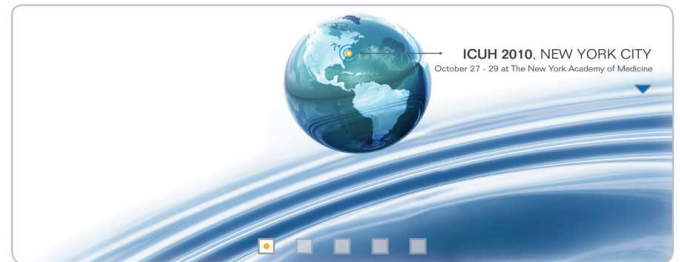 ICUH 2010, NEW YORK CITY
October 27 - 29 at The New York Academy of Medicine